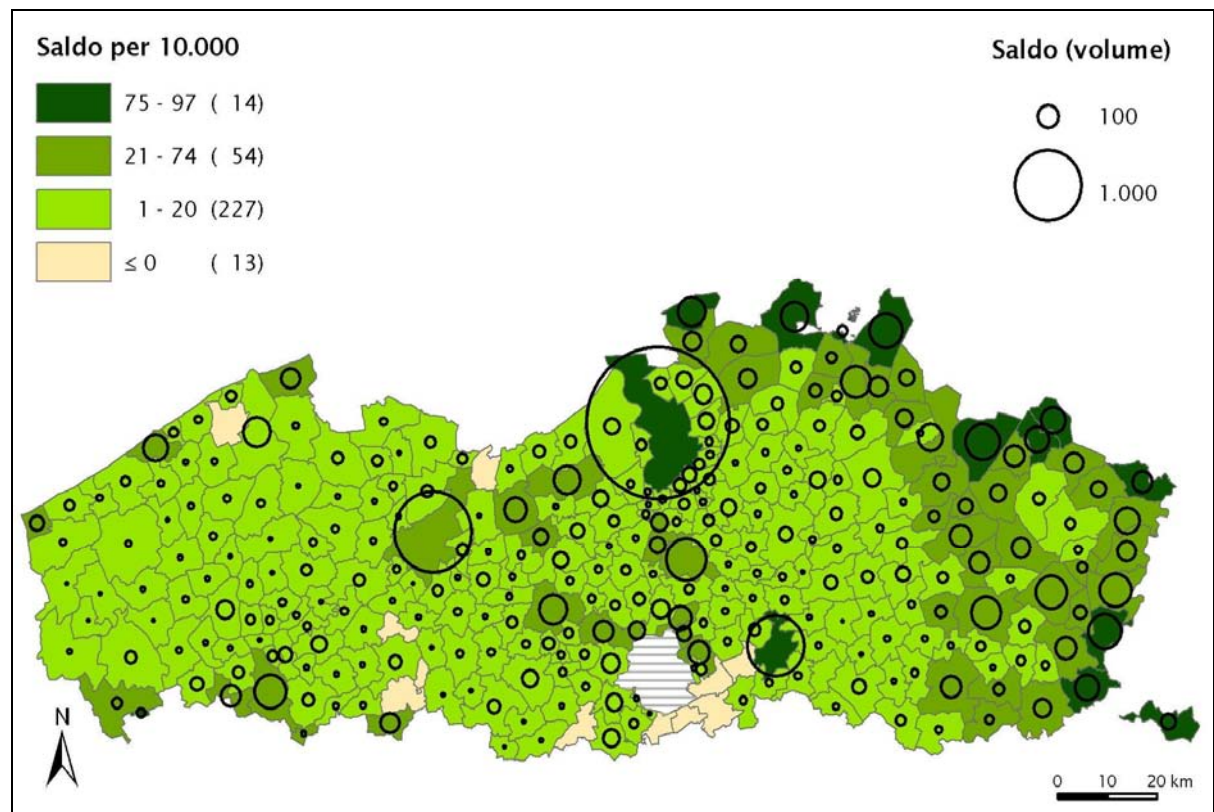 Saldo per 10.000
75 - 97 ( 14)
21 - 74 ( 54)
1 - 20 (227)
≤ 0 ( 13)
Saldo (volume)
100
1.000
N
0 10 20 km